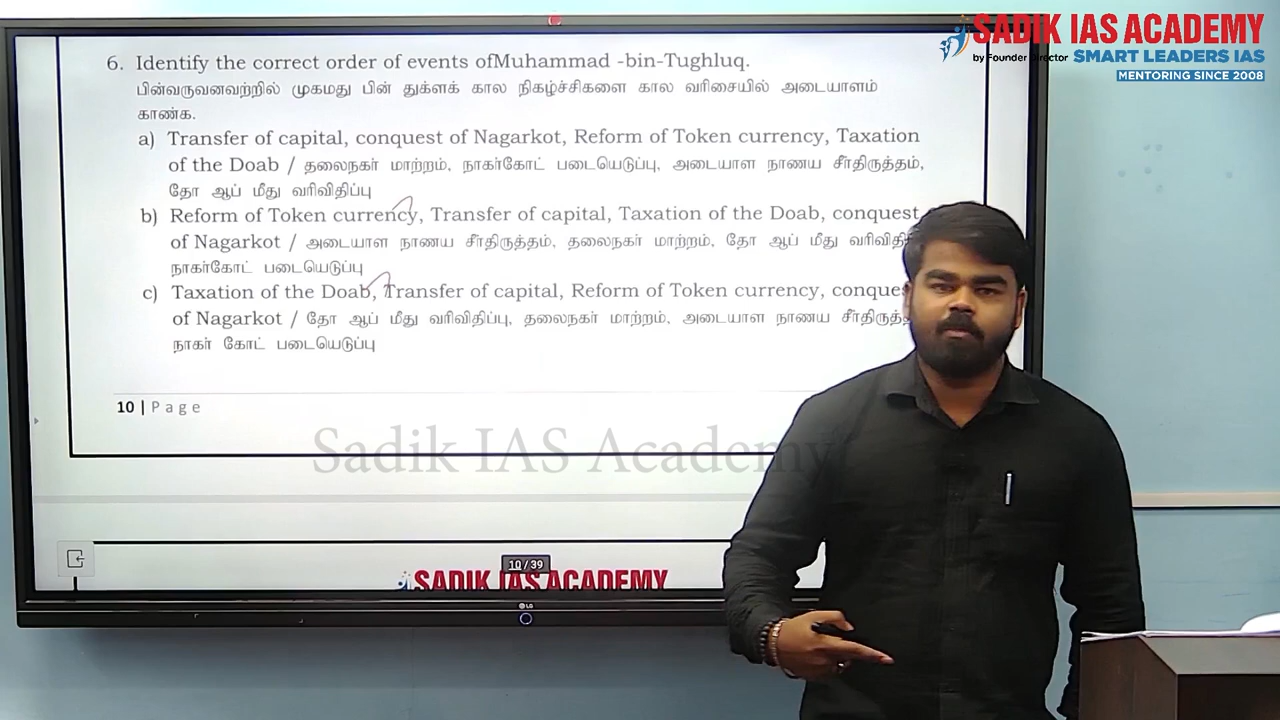 SADIK IAS ACADEMY
by Founder Director SMART LEADERS IAS
MENTORING SINCE 2008
6. Identify the correct order of events ofMuhammad -bin-Tughluq.
பின்வருவனவற்றில் முகமது பின் துக்ளக் கால நிகழ்ச்சிகளை கால வரிசையில் அடையாளம்
காண்க.
a) Transfer of capital, conquest of Nagarkot, Reform of Token currency, Taxation
of the Doab / தலைநகர் மாற்றம், நாகர்கோட் படையெடுப்பு, அடையாள நாணய சீர்திருத்தம்,
தோ ஆப் மீது வரிவிதிப்பு
b) Reform of Token currency, Transfer of capital, Taxation of the Doab, conquest
of Nagarkot / அடையாள நாணய சீர்திருத்தம், தலைநகர் மாற்றம், தோ ஆப் மீது
நாகர்கோட் படையெடுப்பு
c) Taxation of the Doab, Transfer of capital, Reform of Token currency,
of Nagarkot / தோ ஆப் மீது வரிவிதிப்பு, தலைநகர் மாற்றம், அடையாள நாணய
நாகர் கோட் படையெடுப்பு
10 | Page
Sadik IAS Academy
10 / 39
SADIK IAS ACADEMY
LG